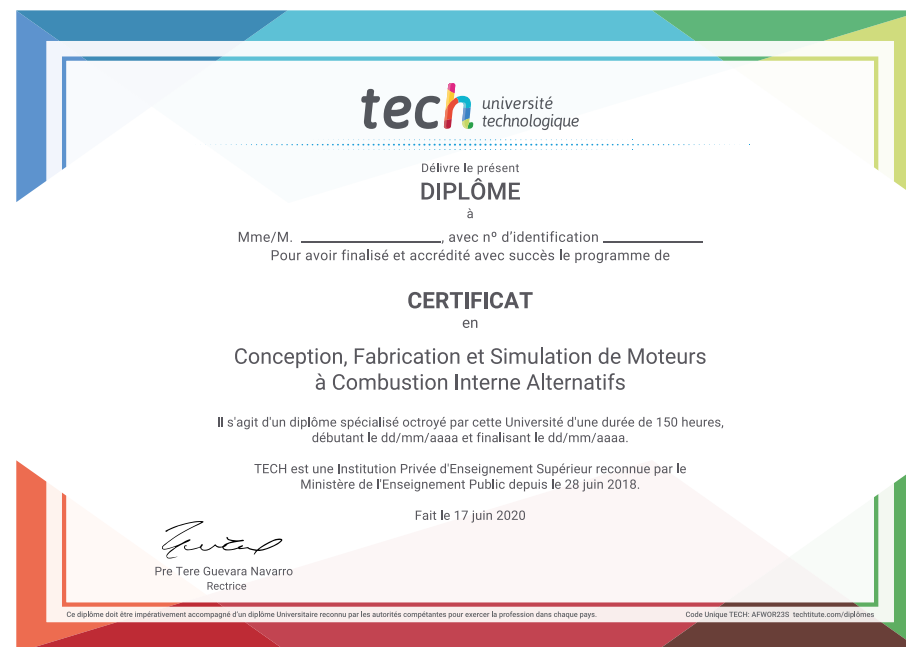 tech université
technologique
Délivre le présent
DIPLÔME
à
Mme/M. ____________________, avec nº d'identification ______________
Pour avoir finalisé et accrédité avec succès le programme de
CERTIFICAT
en
Conception, Fabrication et Simulation de Moteurs
à Combustion Interne Alternatifs
Il s'agit d'un diplôme spécialisé octroyé par cette Université d'une durée de 150 heures,
débutant le dd/mm/aaaa et finalisant le dd/mm/aaaa.
TECH est une Institution Privée d'Enseignement Supérieur reconnue par le
Ministère de l'Enseignement Public depuis le 28 juin 2018.
Fait le 17 juin 2020
Pre Tere Guevara Navarro
Rectrice
Ce diplôme doit être impérativement accompagné d'un diplôme Universitaire reconnu par les autorités compétantes pour exercer la profession dans chaque pays.
Code Unique TECH: AFWOR23S techtitute.com/diplômes